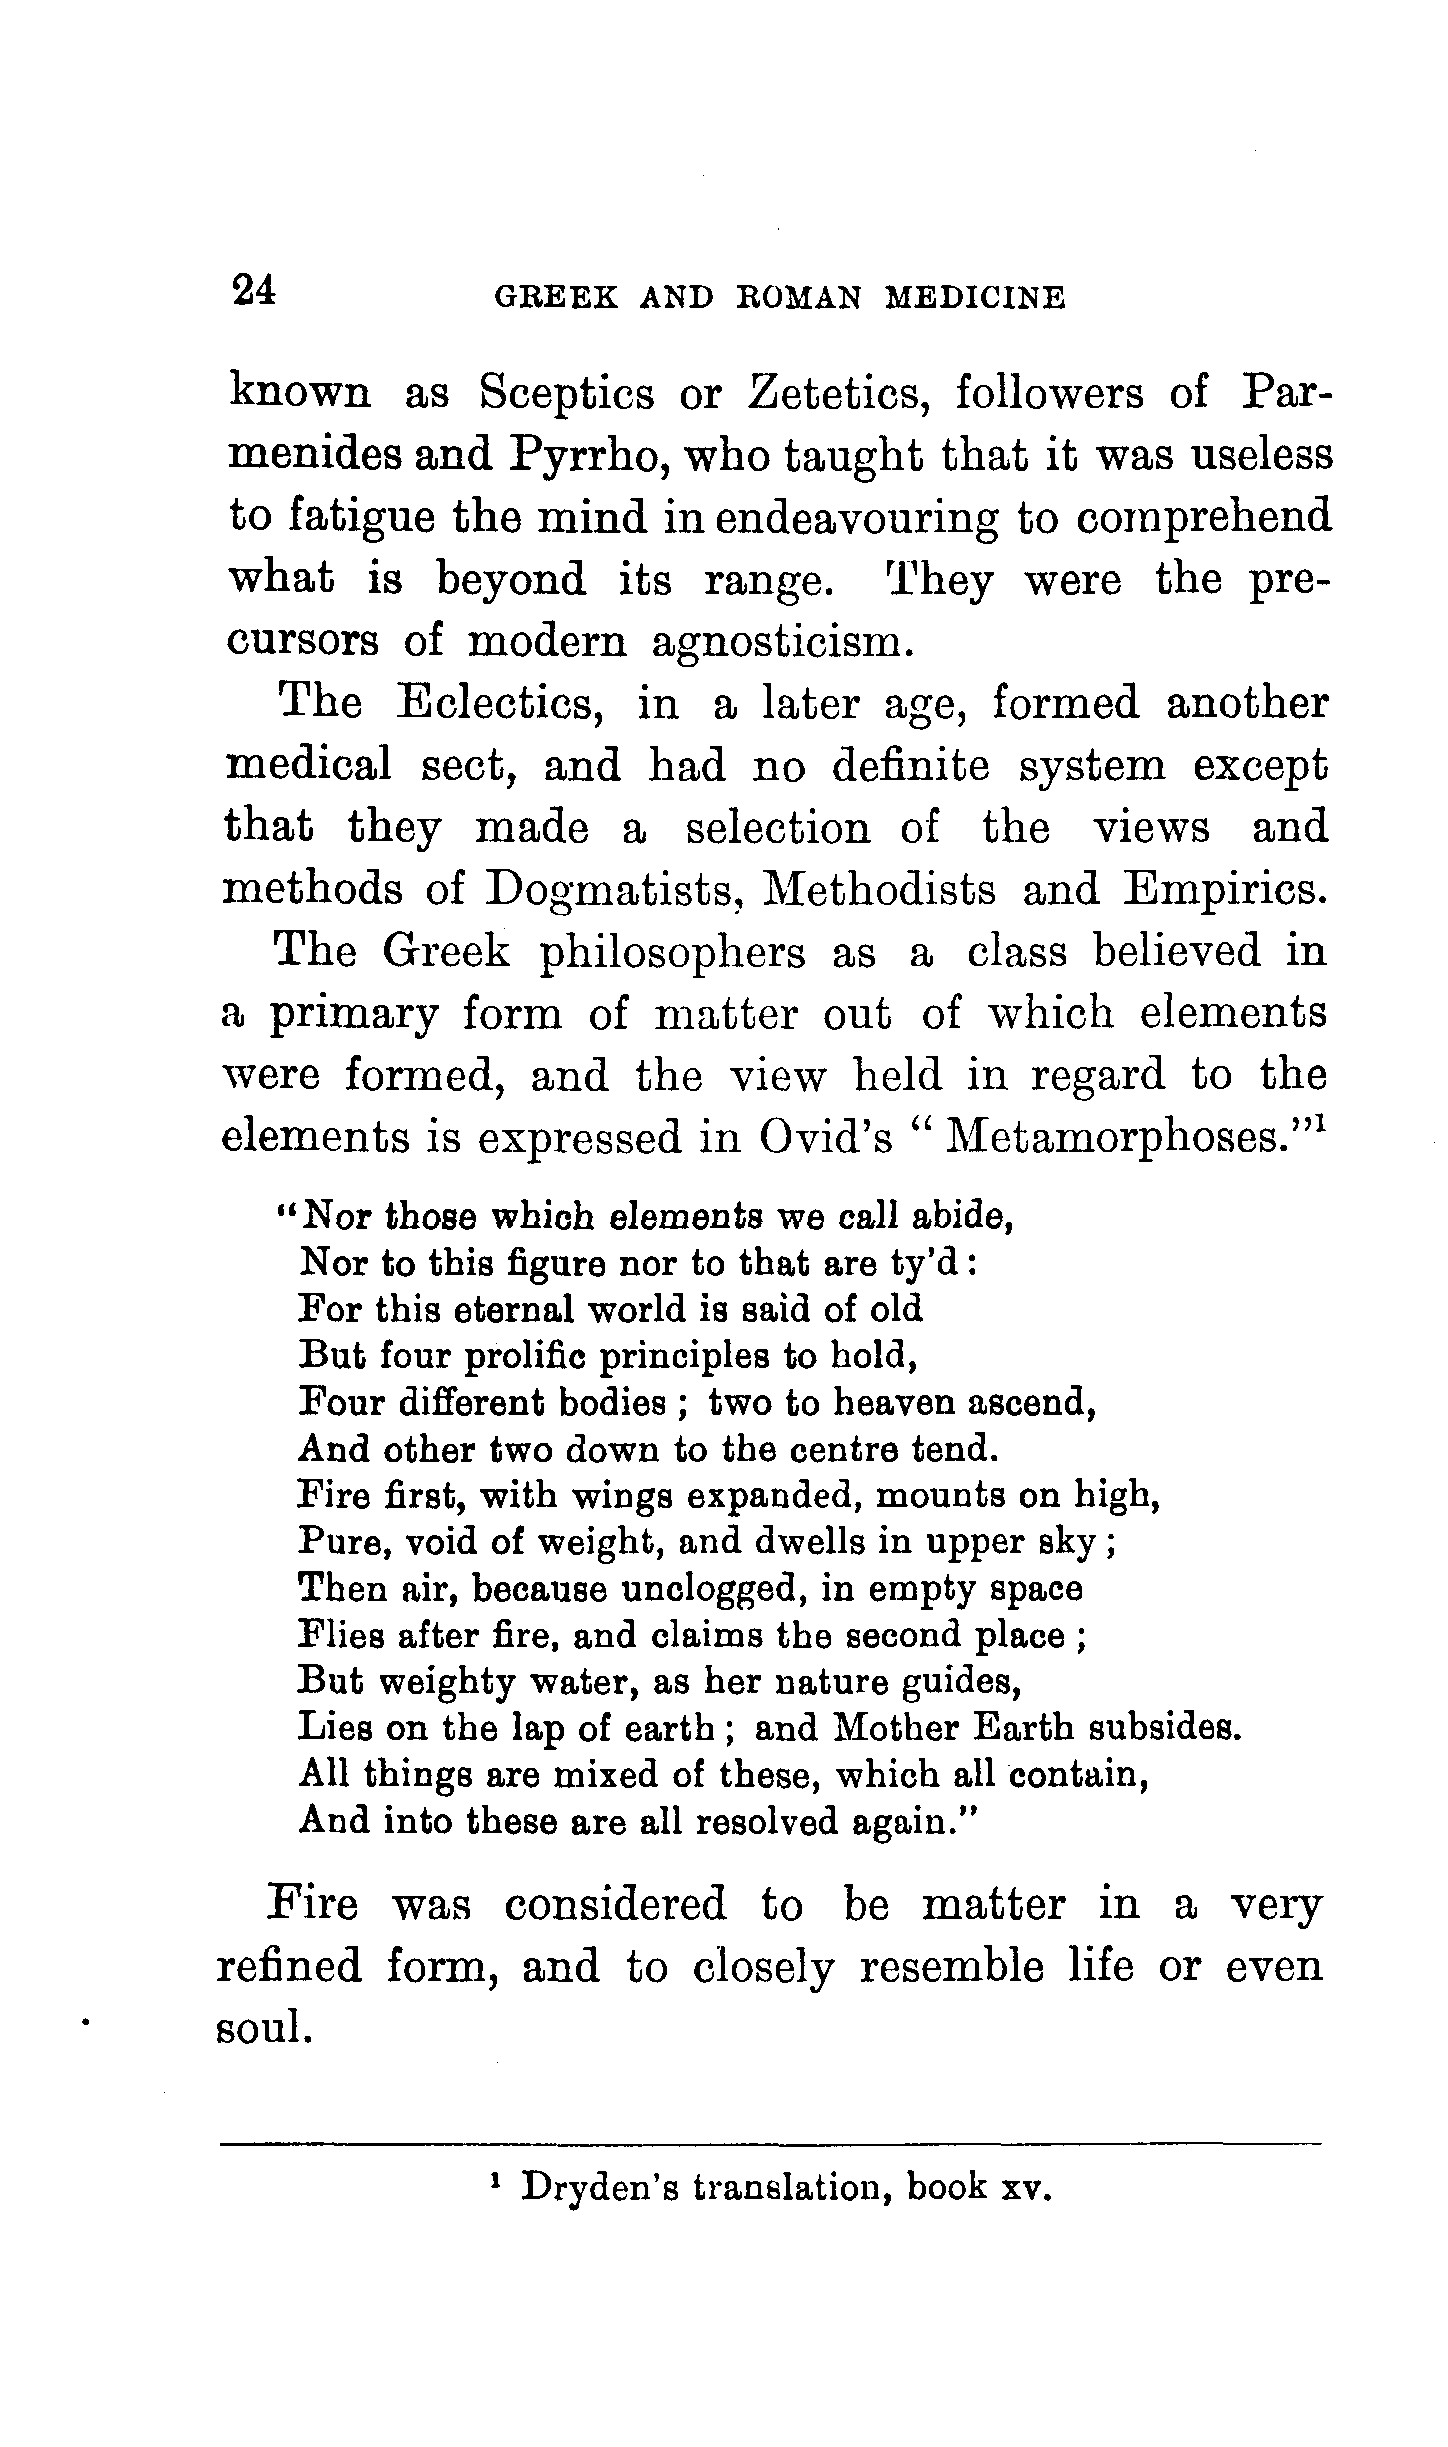 24 GREEK AND ROMAN MEDICINE
known as Sceptics or Zetetics, followers of Par-
menides and Pyrrho, who taught that it was useless
to fatigue the mind in endeavouring to comprehend
what is beyond its range. They were the pre-
cursors of modern agnosticism.
The Eclectics, in a later age, formed another
medical sect, and had no definite system except
that they made a selection of the views and
methods of Dogmatists, Methodists and Empirics.
The Greek philosophers as a class believed in
a primary form of matter out of which elements
were formed, and the view held in regard to the
elements is expressed in Ovid's “ Metamorphoses.”¹
“Nor those which elements we call abide,
Nor to this figure nor to that are ty'd :
For this eternal world is said of old
But four prolific principles to hold,
Four different bodies ; two to heaven ascend,
And other two down to the centre tend.
Fire first, with wings expanded, mounts on high,
Pure, void of weight, and dwells in upper sky ;
Then air, because unclogged, in empty space
Flies after fire, and claims the second place ;
But weighty water, as her nature guides,
Lies on the lap of earth ; and Mother Earth subsides.
All things are mixed of these, which all contain,
And into these are all resolved again.”
Fire was considered to be matter in a very
refined form, and to closely resemble life or even
soul.
¹ Dryden's translation, book xv.